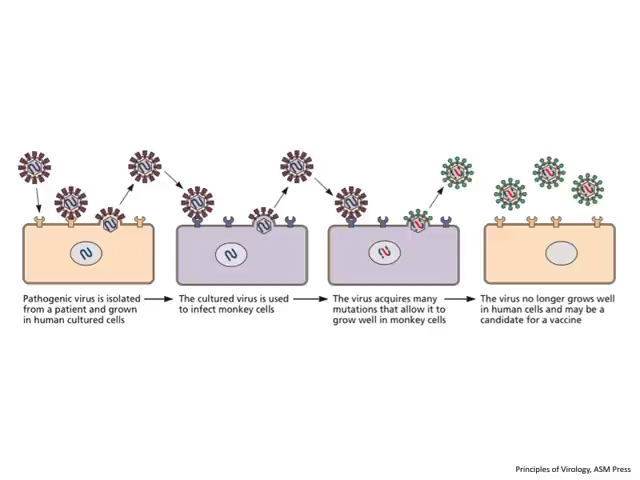 Pathogenic virus is isolated
from a patient and grown
in human cultured cells
The cultured virus is used
to infect monkey cells
The virus acquires many
mutations that allow it to
grow well in monkey cells
The virus no longer grows well
in human cells and may be a
candidate for a vaccine
Principles of Virology, ASM Press